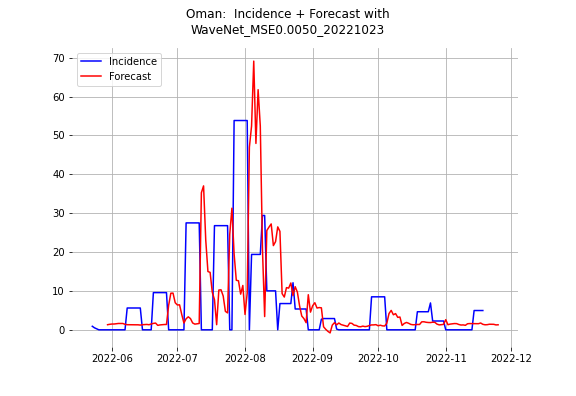 Oman:  Incidence + Forecast with
WaveNet_MSE0.0050_20221023
Incidence
Forecast
70
60
50
40
30
20
10
0
2022-06 2022-07 2022-08 2022-09 2022-10 2022-11 2022-12